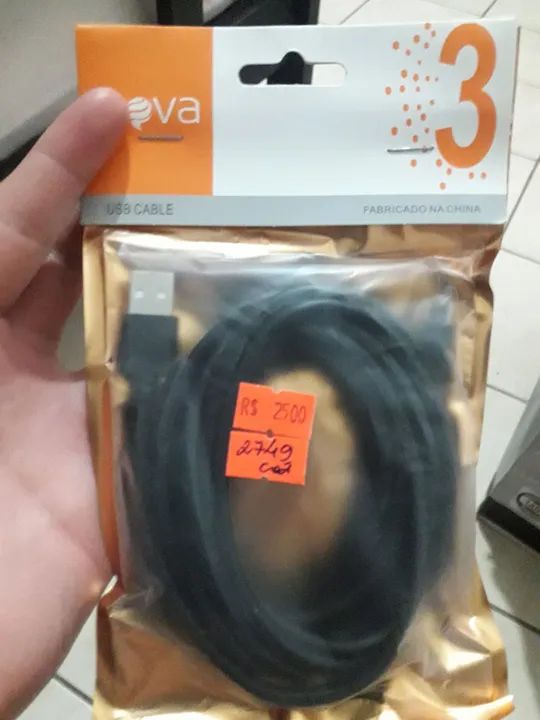 ova
3
USB CABLE
FABRICADO NA CHINA
R$ 2500
2749